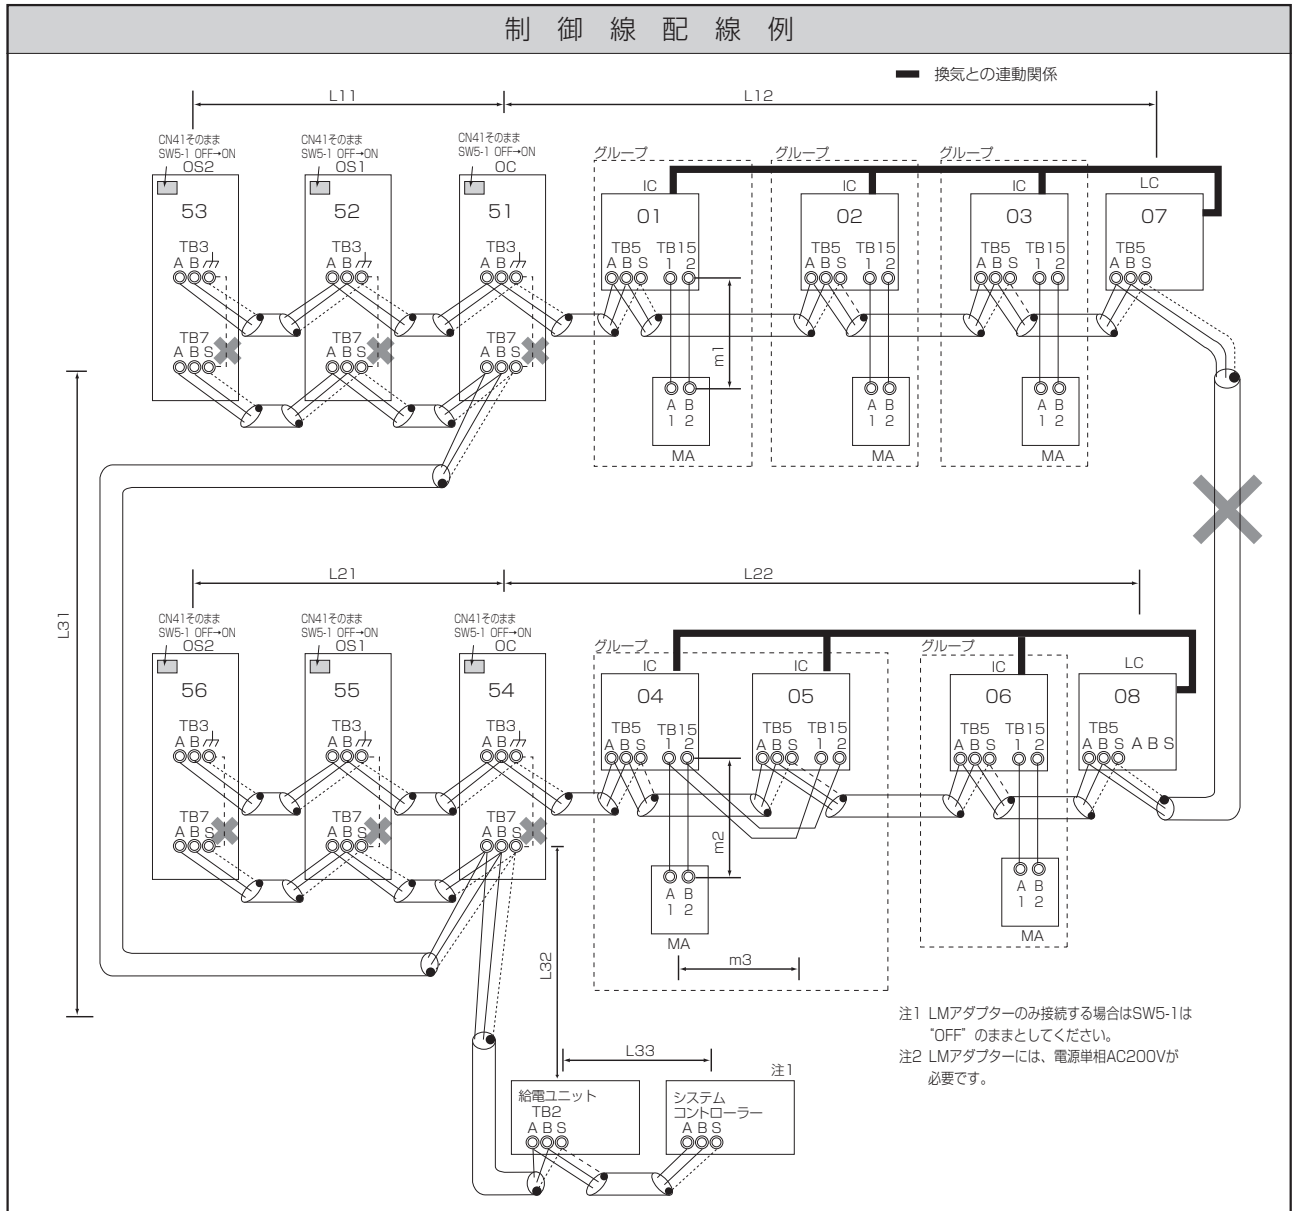 制御線配線例
換気との連動関係
L11
L12
CN41そのまま
SW5-1 OFF→ON
OS2
CN41そのまま
SW5-1 OFF→ON
OS1
CN41そのまま
SW5-1 OFF→ON
OC
グループ
グループ
グループ
IC
IC
IC
LC
53
52
51
01
02
03
07
TB3
A B
TB3
A B
TB3
A B
TB5
A B S
TB15
1 2
TB5
A B S
TB15
1 2
TB5
A B S
TB15
1 2
TB5
A B S
TB7
A B S
TB7
A B S
TB7
A B S
m1
A B
1 2
MA
A B
1 2
MA
A B
1 2
MA
L31
L21
L22
CN41そのまま
SW5-1 OFF→ON
OS2
CN41そのまま
SW5-1 OFF→ON
OS1
CN41そのまま
SW5-1 OFF→ON
OC
グループ
グループ
IC
IC
IC
LC
56
55
54
04
05
06
08
TB3
A B
TB3
A B
TB3
A B
TB5
A B S
TB15
1 2
TB5
A B S
TB15
1 2
TB5
A B S
TB15
1 2
TB5
A B S
A B S
TB7
A B S
TB7
A B S
TB7
A B S
m2
A B
1 2
MA
A B
1 2
MA
m3
L32
L33
注1 LMアダプターのみ接続する場合はSW5-1は
“OFF”のままとしてください。
注2 LMアダプターには、電源単相AC200Vが
必要です。
注1
給電ユニット
TB2
A B S
システム
コントローラー
A B S